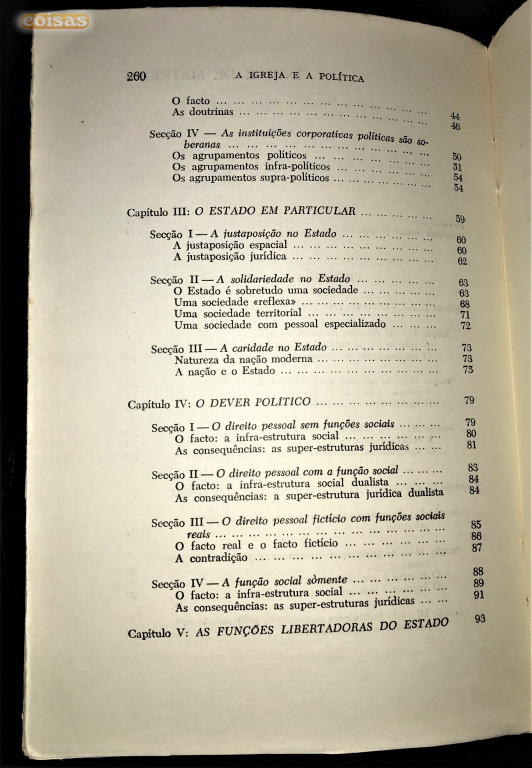 coisas
260 A IGREJA E A POLÍTICA
O facto ... ... ... ... ... ... ... ... ... ... ... ... 44
As doutrinas ... ... ... ... ... ... ... ... ... ... ... 46
Secção IV — As instituições corporativas políticas são so-
beranas ... ... ... ... ... ... ... ... ... ... ... 50
Os agrupamentos políticos ... ... ... ... ... ... ... 51
Os agrupamentos infra-políticos ... ... ... ... ... ... 54
Os agrupamentos supra-políticos ... ... ... ... ... ... 54
Capítulo III: O ESTADO EM PARTICULAR ... ... ... ... ... 59
Secção I — A justaposição no Estado ... ... ... ... ... ... 60
A justaposição espacial ... ... ... ... ... ... ... ... 60
A justaposição jurídica ... ... ... ... ... ... ... ... 62
Secção II — A solidariedade no Estado ... ... ... ... ... 63
O Estado é sobretudo uma sociedade ... ... ... ... ... 63
Uma sociedade «reflexa» ... ... ... ... ... ... ... ... 68
Uma sociedade territorial ... ... ... ... ... ... ... ... 71
Uma sociedade com pessoal especializado ... ... ... 72
Secção III — A caridade no Estado ... ... ... ... ... ... 73
Natureza da nação moderna ... ... ... ... ... ... ... 73
A nação e o Estado ... ... ... ... ... ... ... ... ... 75
Capítulo IV: O DEVER POLÍTICO ... ... ... ... ... ... ... ... 79
Secção I — O direito pessoal sem funções sociais ... ... ... 79
O facto: a infra-estrutura social ... ... ... ... ... ... 80
As consequências: as super-estruturas jurídicas ... ... 81
Secção II — O direito pessoal com a função social ... ... ... 83
O facto: a infra-estrutura social dualista ... ... ... ... 84
As consequências: a super-estrutura jurídica dualista 84
Secção III — O direito pessoal fictício com funções sociais
reais ... ... ... ... ... ... ... ... ... ... ... ... 85
O facto real e o facto fictício ... ... ... ... ... ... 86
A contradição ... ... ... ... ... ... ... ... ... ... 87
Secção IV — A função social sòmente ... ... ... ... ... ... 88
O facto: a infra-estrutura social ... ... ... ... ... ... 89
As consequências: as super-estruturas jurídicas ... ... 91
Capítulo V: AS FUNÇÕES LIBERTADORAS DO ESTADO 93